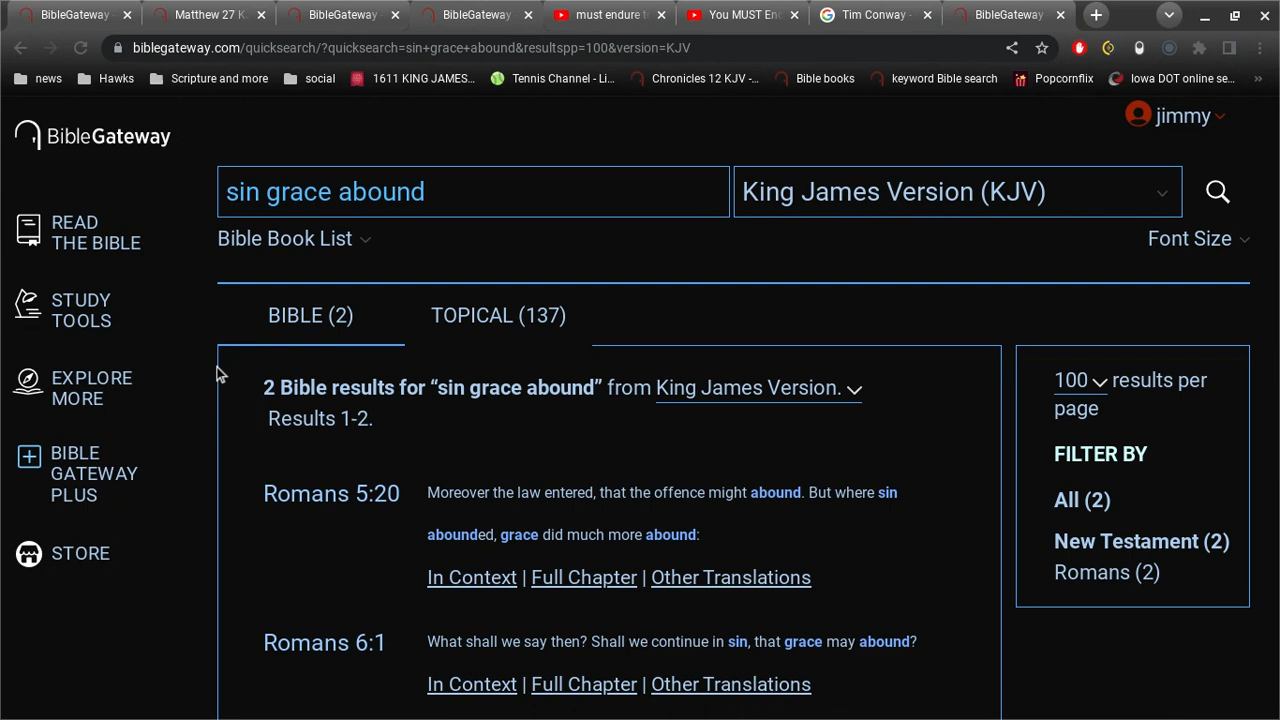 BibleGateway - 
Matthew 27 K
BibleGateway
BibleGateway
must endure to
You MUST End
Tim Conway -
BibleGateway
biblegateway.com/quicksearch/?quicksearch=sin+grace+abound&resultspp=100&version=KJV
news
Hawks
Scripture and more
social
1611 KING JAMES...
Tennis Channel - Li...
Chronicles 12 KJV -...
Bible books
keyword Bible search
Popcornflix
Iowa DOT online se...
BibleGateway
jimmy
sin grace abound
King James Version (KJV)
Bible Book List
Font Size
READ
THE BIBLE
STUDY
TOOLS
EXPLORE
MORE
BIBLE
GATEWAY
PLUS
STORE
BIBLE (2)
TOPICAL (137)
2 Bible results for “sin grace abound” from King James Version.
Results 1-2.
Romans 5:20
Moreover the law entered, that the offence might abound. But where sin
abounded, grace did much more abound:
In Context | Full Chapter | Other Translations
Romans 6:1
What shall we say then? Shall we continue in sin, that grace may abound?
In Context | Full Chapter | Other Translations
100 results per
page
FILTER BY
All (2)
New Testament (2)
Romans (2)